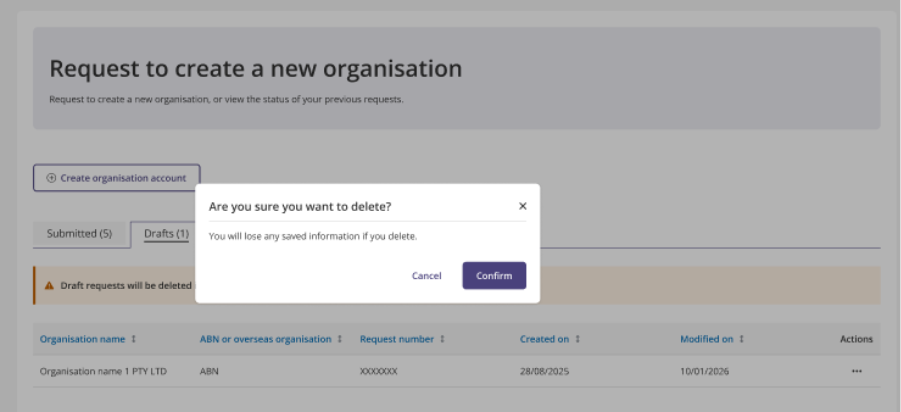 Request to create a new organisation
Request to create a new organisation, or view the status of your previous requests.
Create organisation account
Are you sure you want to delete?
You will lose any saved information if you delete.
Cancel Confirm
Submitted (5) Drafts (1)
Draft requests will be deleted
Organisation name ABN or overseas organisation Request number Created on Modified on Actions
Organisation name 1 PTY LTD ABN XXXXXXX 28/08/2025 10/01/2026